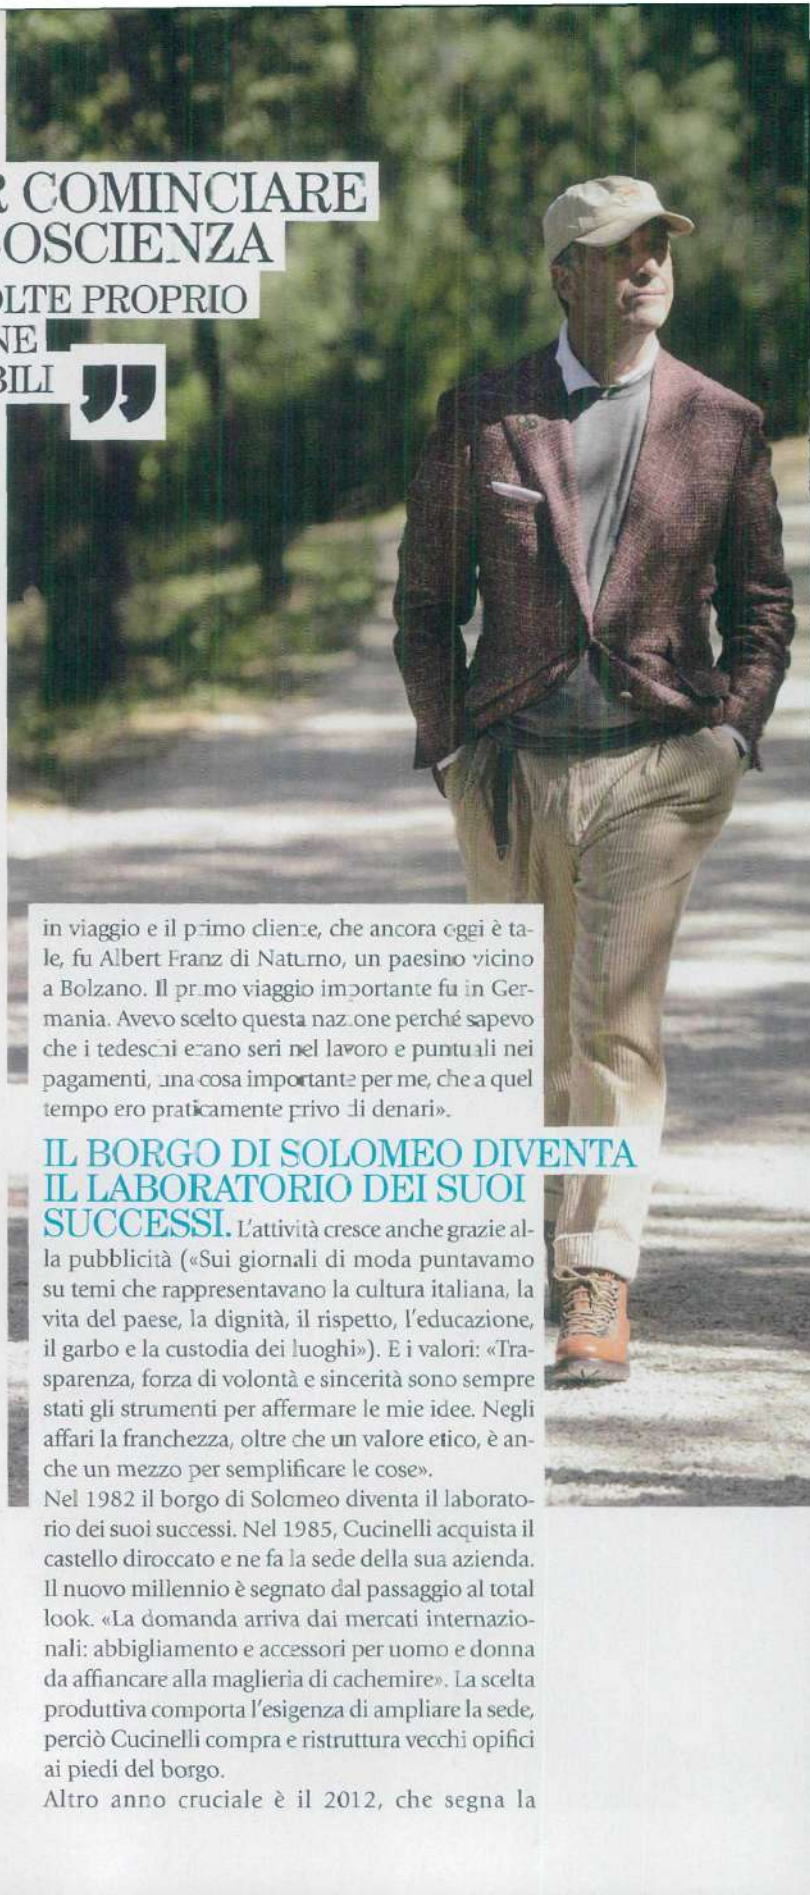 COMINCIARE
OSCIENZA
LTE PROPRIO
NE
BILI
”
in viaggio e il primo cliente, che ancora oggi è ta-
le, fu Albert Franz di Naturno, un paesino vicino
a Bolzano. Il primo viaggio importante fu in Ger-
mania. Avevo scelto questa nazione perché sapevo
che i tedeschi erano seri nel lavoro e puntuali nei
pagamenti, una cosa importante per me, che a quel
tempo ero praticamente privo di denari».
IL BORGO DI SOLOMEO DIVENTA
IL LABORATORIO DEI SUOI
SUCCESSI. L'attività cresce anche grazie al-
la pubblicità («Sui giornali di moda puntavamo
su temi che rappresentavano la cultura italiana, la
vita del paese, la dignità, il rispetto, l'educazione,
il garbo e la custodia dei luoghi»). E i valori: «Tra-
sparenza, forza di volontà e sincerità sono sempre
stati gli strumenti per affermare le mie idee. Negli
affari la franchezza, oltre che un valore etico, è an-
che un mezzo per semplificare le cose».
Nel 1982 il borgo di Solomeo diventa il laborato-
rio dei suoi successi. Nel 1985, Cucinelli acquista il
castello diroccato e ne fa la sede della sua azienda.
Il nuovo millennio è segnato dal passaggio al total
look. «La domanda arriva dai mercati internazio-
nali: abbigliamento e accessori per uomo e donna
da affiancare alla maglieria di cachemire». La scelta
produttiva comporta l'esigenza di ampliare la sede,
perciò Cucinelli compra e ristruttura vecchi opifici
ai piedi del borgo.
Altro anno cruciale è il 2012, che segna la